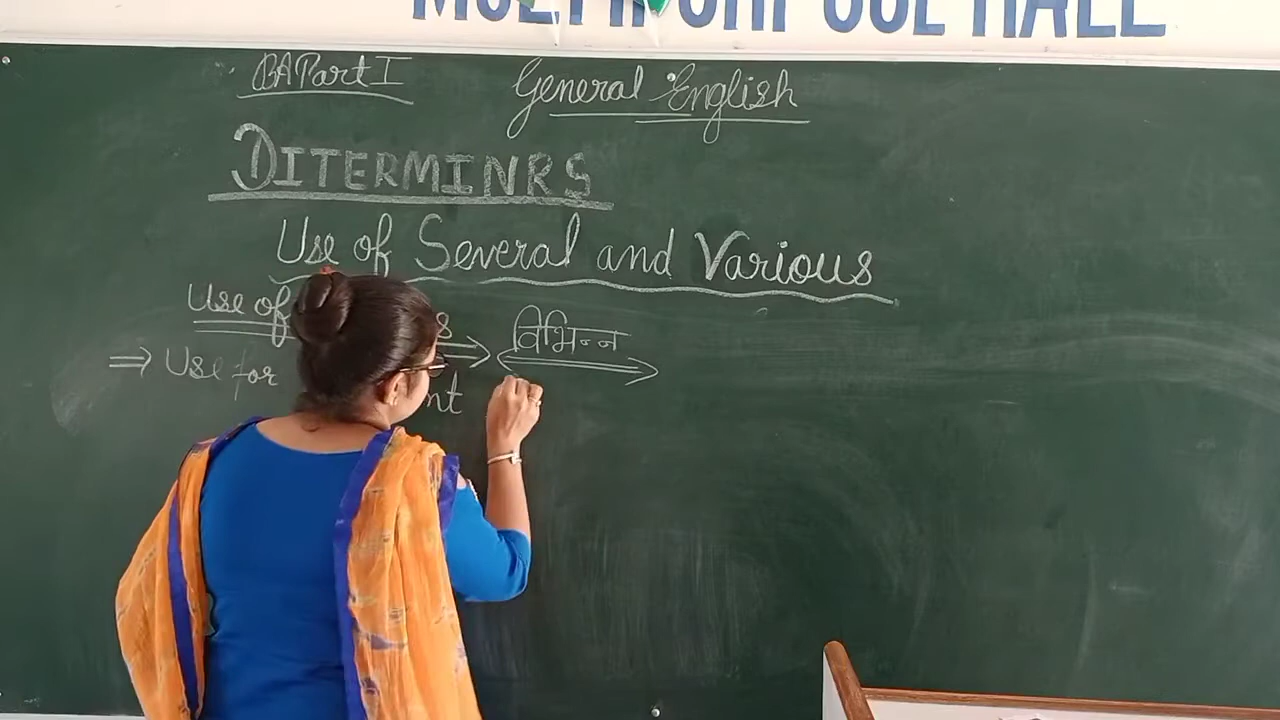 MULTIPURPOSE HALL
BA Part I General English
DITERMINRS
Use of Several and Various
Use of विभिन्न
⇒ Use for